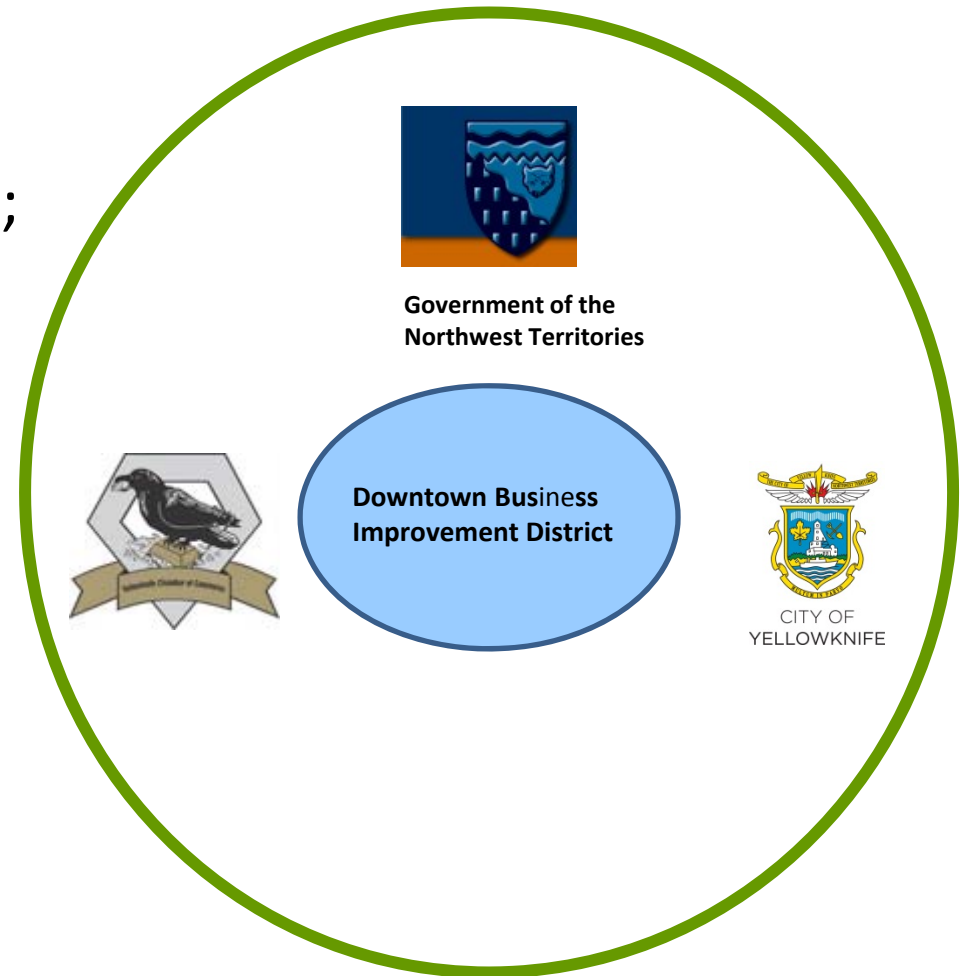 ;
Government of the
Northwest Territories
Downtown Business
Improvement District
CITY OF
YELLOWKNIFE